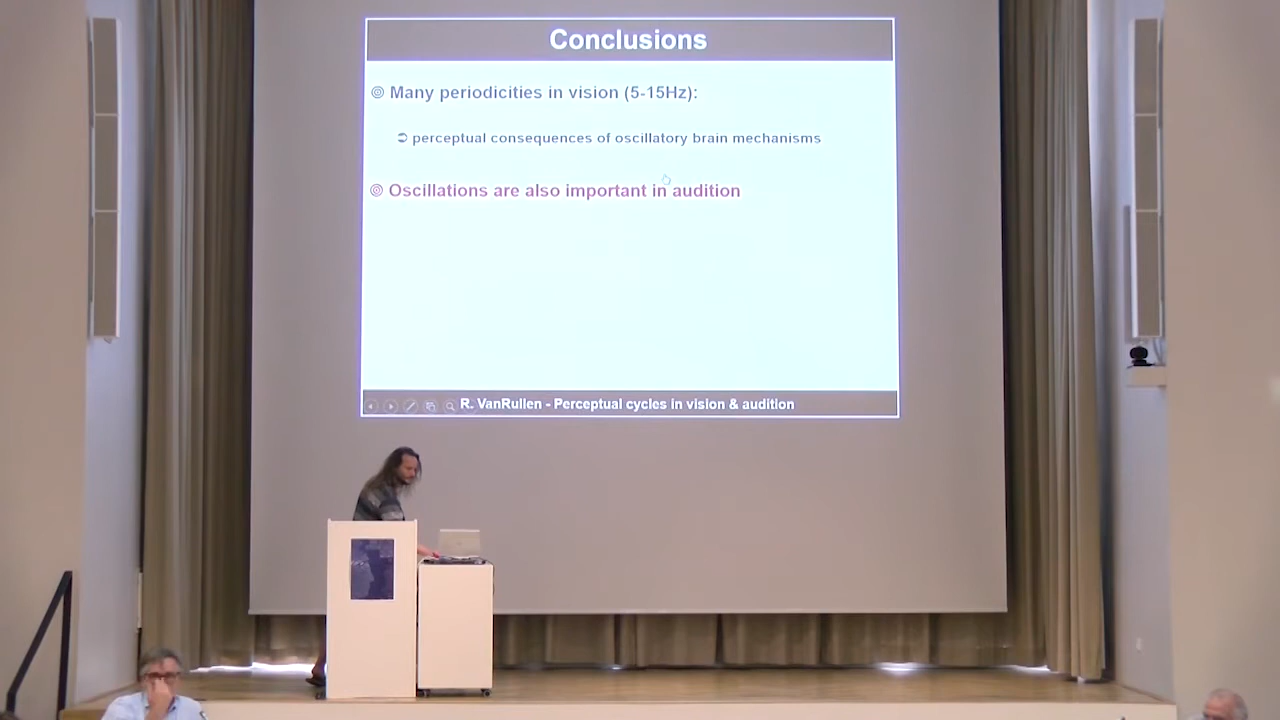 Conclusions
Many periodicities in vision (5-15Hz):
perceptual consequences of oscillatory brain mechanisms
Oscillations are also important in audition
R. VanRullen - Perceptual cycles in vision & audition